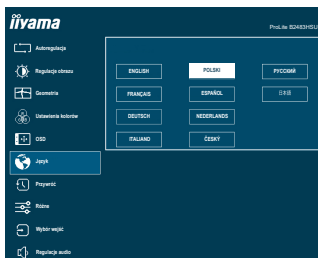 iiyama
ProLite B2483HSU
Autoregulacja
Regulacja obrazu
Geometria
Ustawienia kolorów
OSD
Język
Przywróć
Różne
Wybór wejść
Regulacja audio
ENGLISH POLSKI РУССКИЙ
FRANÇAIS ESPAÑOL 日本語
DEUTSCH NEDERLANDS
ITALIANO ČESKÝ